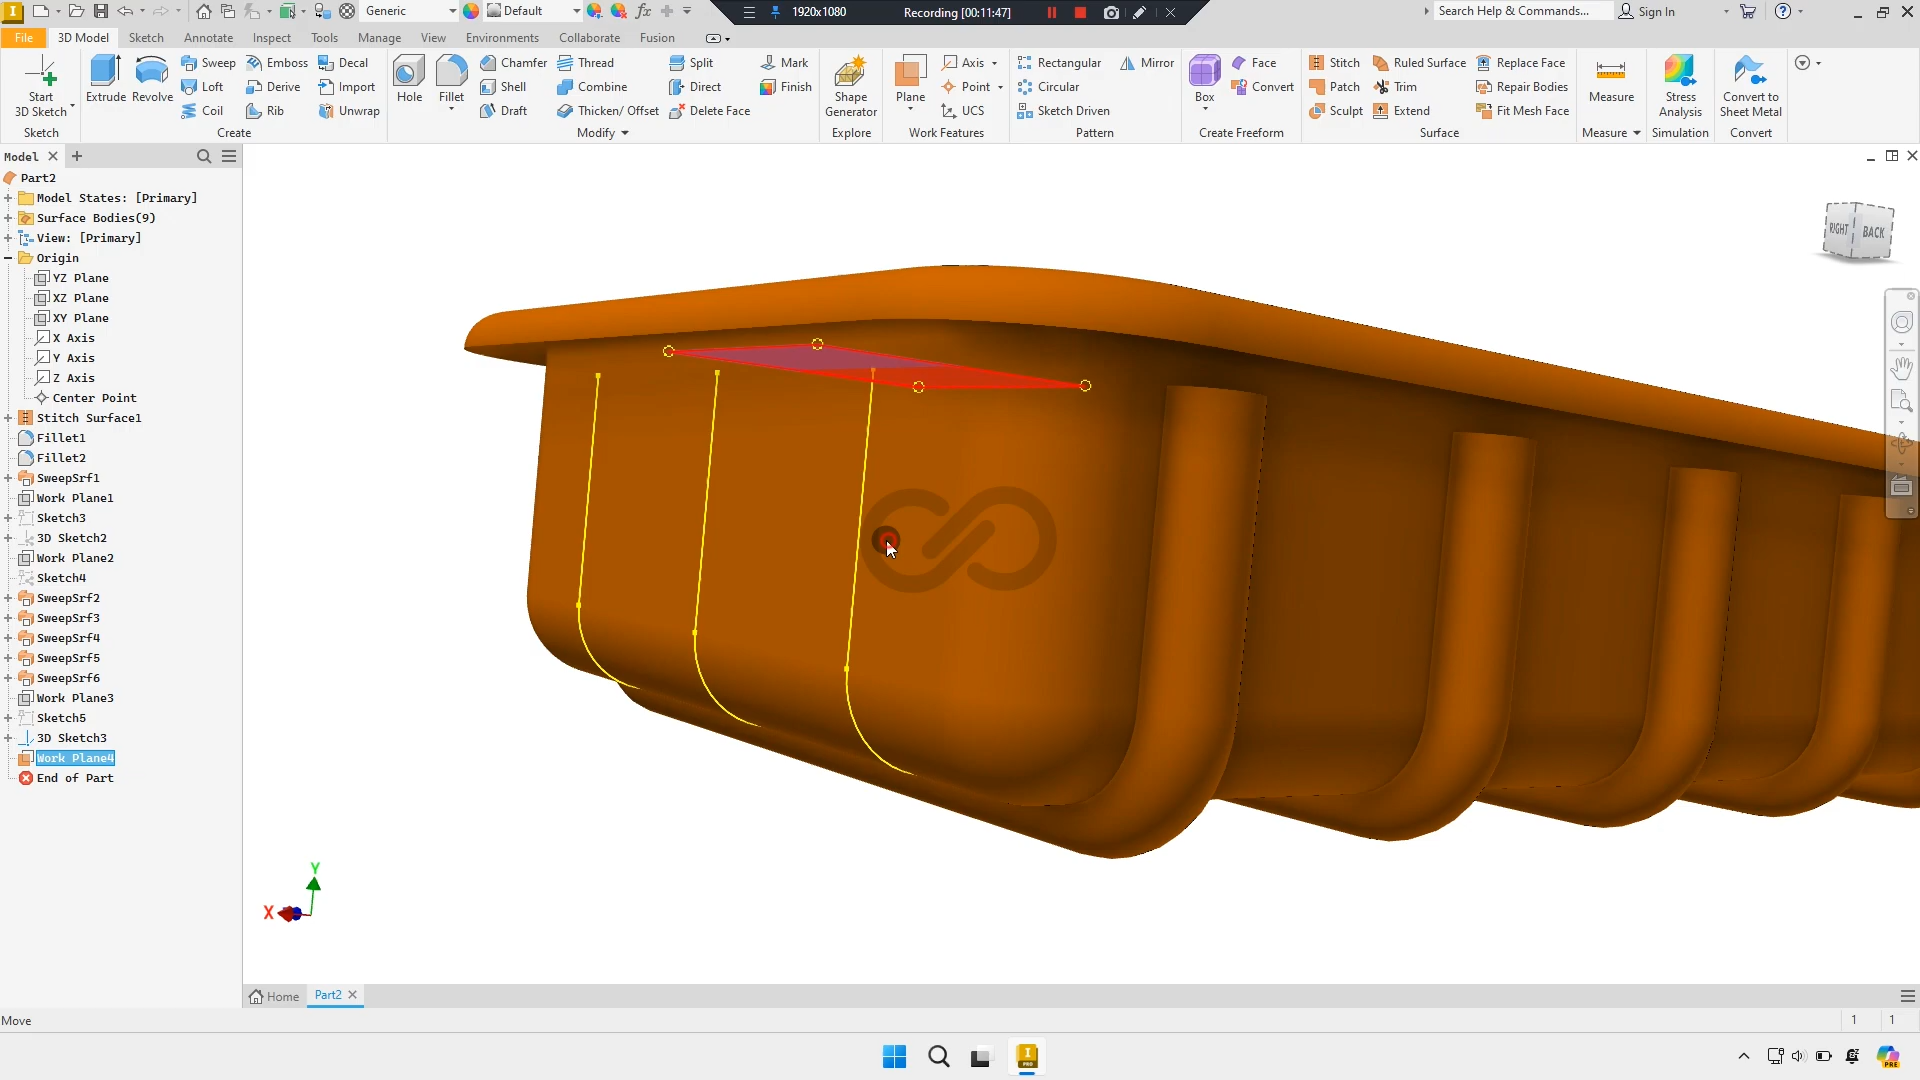 Generic
Default
1920x1080
Recording [00:11:47]
Search Help & Commands...
Sign In
File
3D Model
Sketch
Annotate
Inspect
Tools
Manage
View
Environments
Collaborate
Fusion
Start
3D Sketch
Sketch
Extrude
Revolve
Sweep
Loft
Coil
Emboss
Derive
Rib
Decal
Import
Unwrap
Create
Hole
Fillet
Chamfer
Shell
Draft
Thread
Combine
Thicken/ Offset
Split
Direct
Delete Face
Modify
Mark
Finish
Shape
Generator
Explore
Plane
Axis
Point
UCS
Work Features
Rectangular
Circular
Sketch Driven
Mirror
Pattern
Box
Face
Convert
Create Freeform
Stitch
Patch
Sculpt
Ruled Surface
Trim
Extend
Replace Face
Repair Bodies
Fit Mesh Face
Surface
Measure
Measure
Stress
Analysis
Simulation
Convert to
Sheet Metal
Convert
Model
Part2
Model States: [Primary]
Surface Bodies(9)
View: [Primary]
Origin
YZ Plane
XZ Plane
XY Plane
X Axis
Y Axis
Z Axis
Center Point
Stitch Surface1
Fillet1
Fillet2
SweepSrf1
Work Plane1
Sketch3
3D Sketch2
Work Plane2
Sketch4
SweepSrf2
SweepSrf3
SweepSrf4
SweepSrf5
SweepSrf6
Work Plane3
Sketch5
3D Sketch3
Work Plane4
End of Part
RIGHT
BACK
Y
X
Home
Part2
Move
1
1
I
PRO
PRE